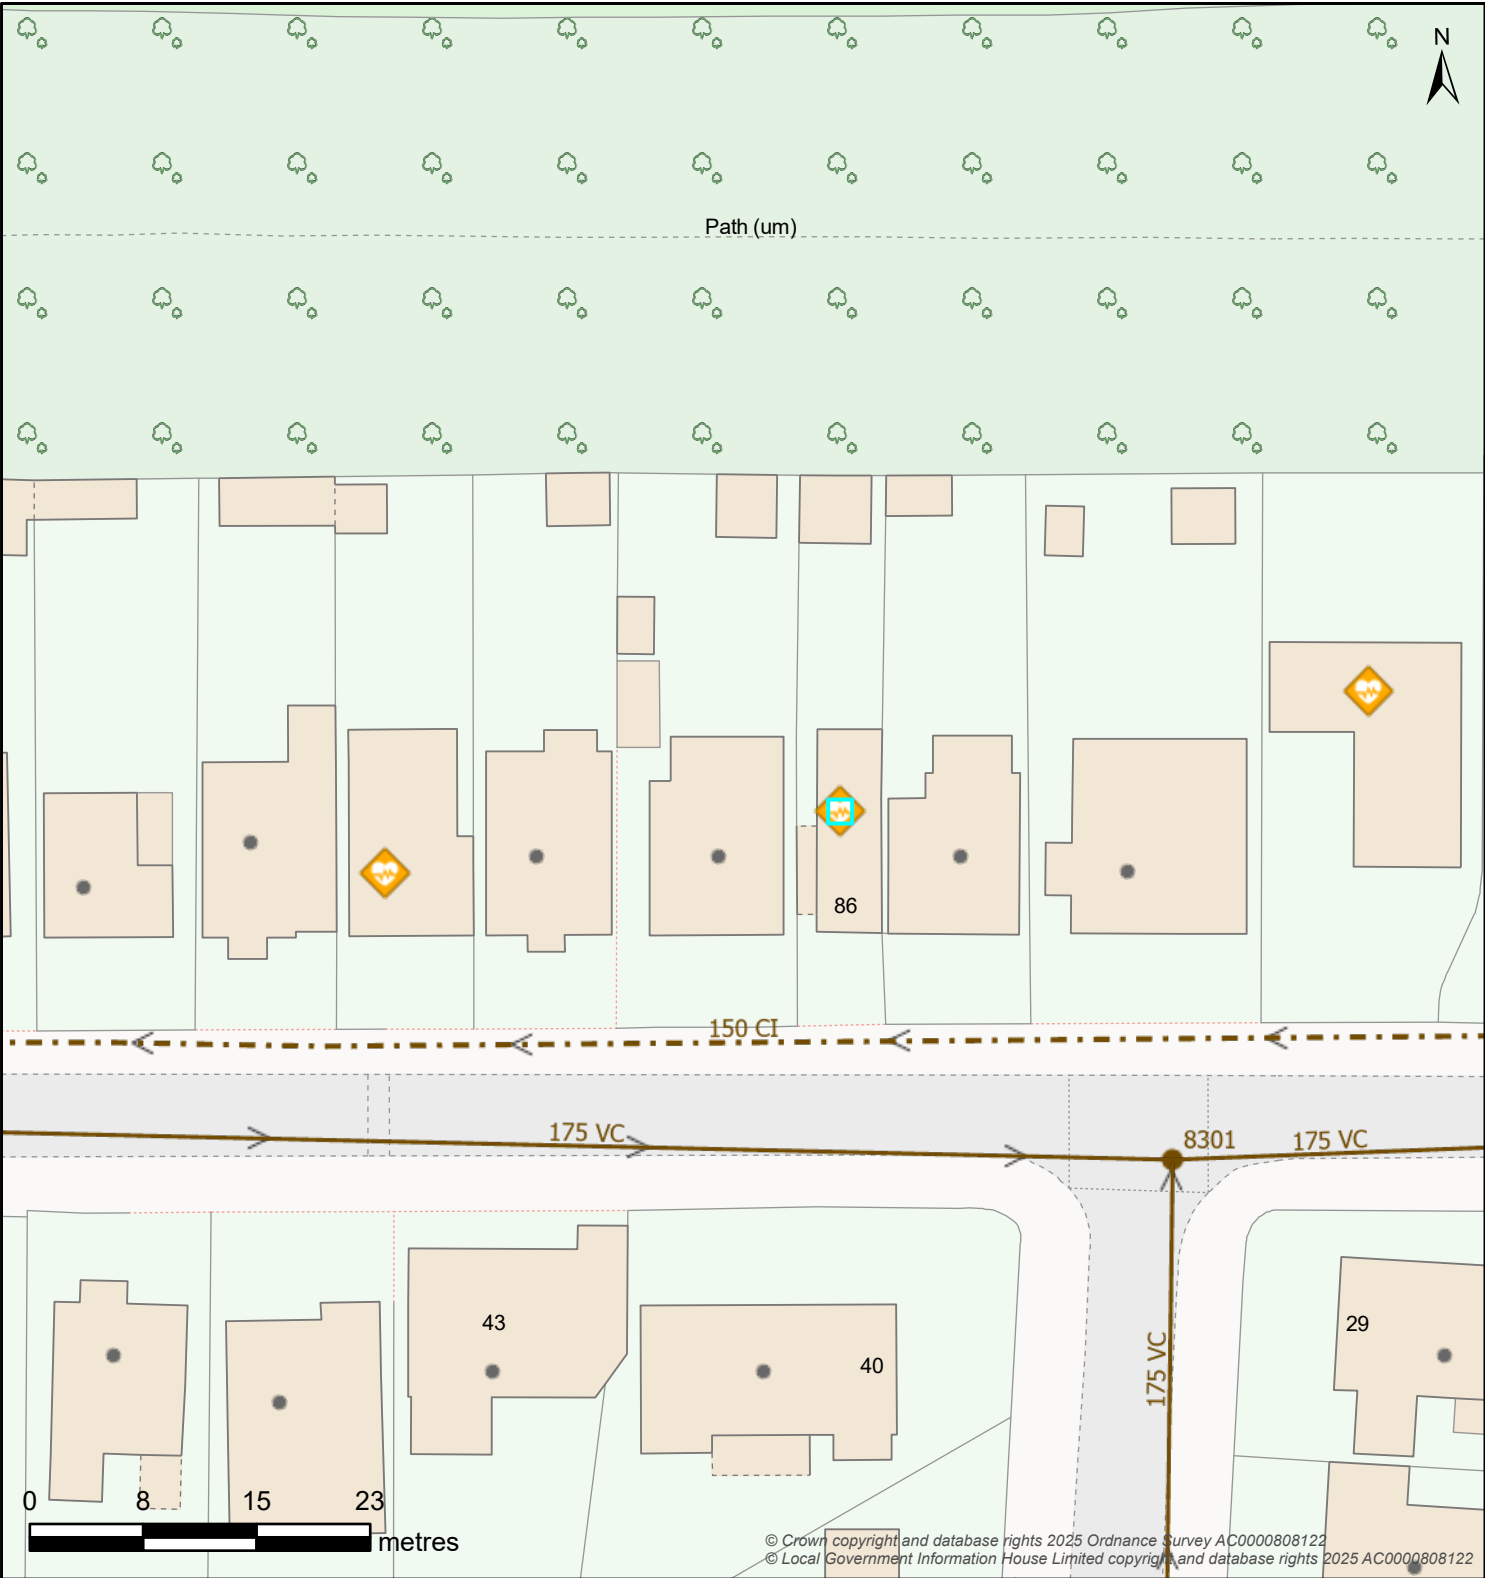 N
Path (um)
86
150 CI
175 VC
8301
175 VC
43
40
29
175 VC
0 8 15 23
metres
© Crown copyright and database rights 2025 Ordnance Survey AC0000808122
© Local Government Information House Limited copyright and database rights 2025 AC0000808122